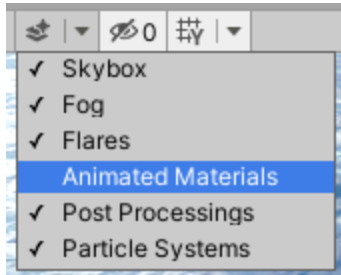 0
Y
Skybox
Fog
Flares
Animated Materials
Post Processings
Particle Systems